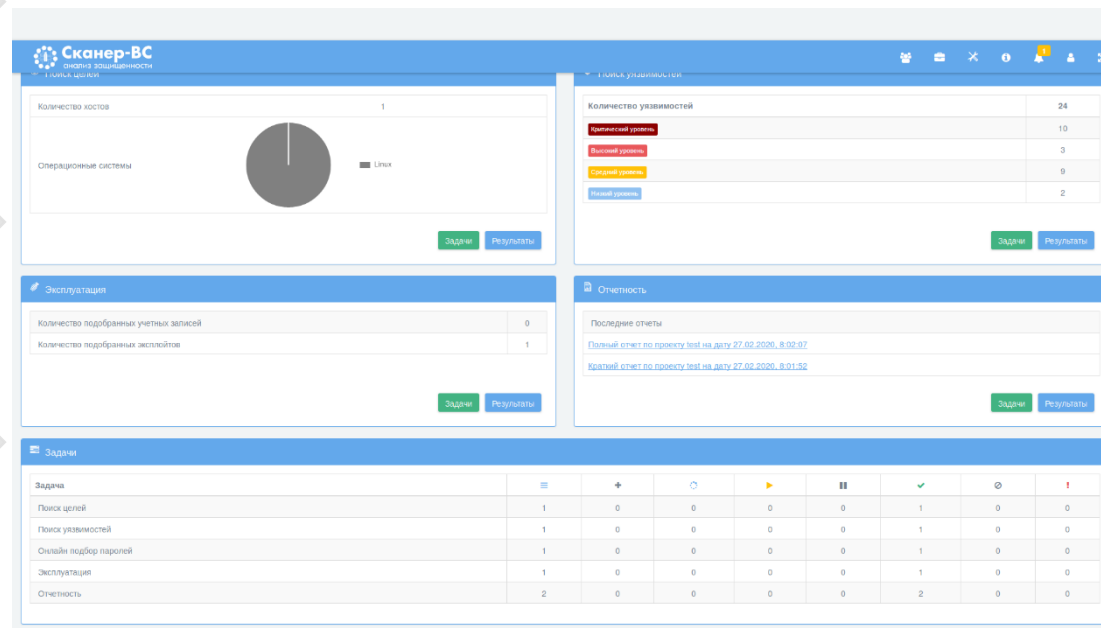 Сканер-ВС
анализ защищенности
1
Поиск целей
Количество хостов 1
Операционные системы
Linux
Задачи Результаты
Поиск уязвимостей
Количество уязвимостей 24
Критический уровень 10
Высокий уровень 3
Средний уровень 9
Низкий уровень 2
Задачи Результаты
Эксплуатация
Количество подобранных учетных записей 0
Количество подобранных эксплойтов 1
Задачи Результаты
Отчетность
Последние отчеты
Полный отчет по проекту test на дату 27.02.2020, 8:02:07
Краткий отчет по проекту test на дату 27.02.2020, 8:01:52
Задачи Результаты
Задачи
Задача
Поиск целей 1 0 0 0 0 1 0 0
Поиск уязвимостей 1 0 0 0 0 1 0 0
Онлайн подбор паролей 1 0 0 0 0 1 0 0
Эксплуатация 1 0 0 0 0 1 0 0
Отчетность 2 0 0 0 0 2 0 0